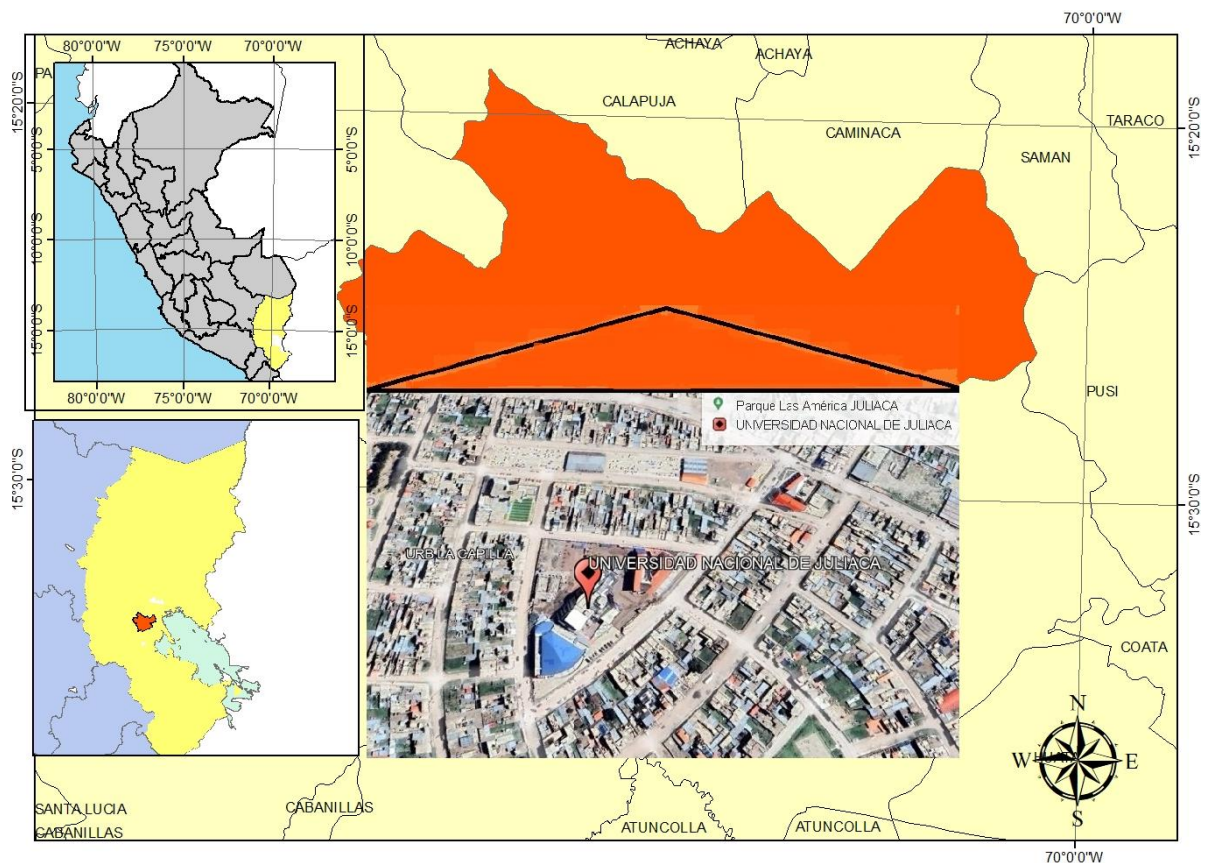 70°0'0"W
80°0'0"W 75°0'0"W 70°0'0"W
PA
15°20'0"S
5°0'0"S
10°0'0"S
15°0'0"S
5°0'0"S
10°0'0"S
15°0'0"S
80°0'0"W 75°0'0"W 70°0'0"W
ACHAYA
ACHAYA
CALAPUJA
CAMINACA
TARACO
SAMAN
15°20'0"S
PUSI
Parque Las América JULIACA
UNIVERSIDAD NACIONAL DE JULIACA
15°30'0"S
15°30'0"S
URB LA CAPILLA
UNIVERSIDAD NACIONAL DE JULIACA
COATA
N
W E
S
SANTA LUCIA
CABANILLAS
CABANILLAS
ATUNCOLLA
ATUNCOLLA
70°0'0"W